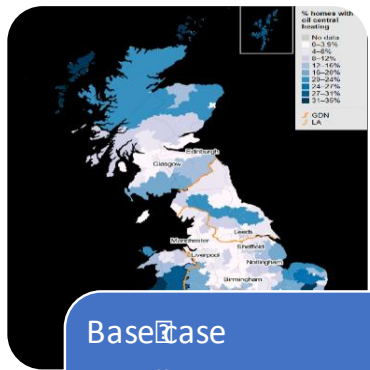 % homes with
oil central
heating
No data
0–3.9%
4–8%
8–12%
12–16%
16–20%
20–24%
24–27%
27–31%
31–35%
GDN
LA
Edinburgh
Glasgow
Leeds
Manchester
Sheffield
Liverpool
Nottingham
Birmingham
Base case